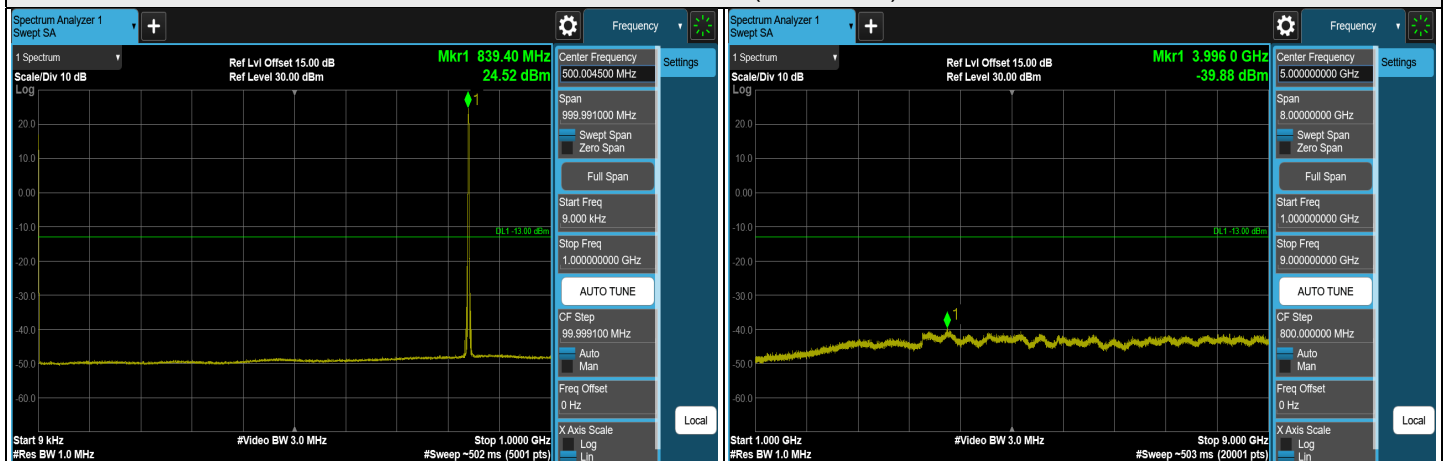 Spectrum Analyzer 1
Swept SA
+
Frequency
1 Spectrum
Scale/Div 10 dB
Ref Lvl Offset 15.00 dB
Ref Level 30.00 dBm
Mkr1 839.40 MHz
24.52 dBm
Log
20.0
10.0
0.00
-10.0
-20.0
-30.0
-40.0
-50.0
-60.0
1
DL1 -13.00 dBm
Start 9 kHz
#Res BW 1.0 MHz
#Video BW 3.0 MHz
Stop 1.0000 GHz
#Sweep ~502 ms (5001 pts)
Center Frequency
500.004500 MHz
Settings
Span
999.991000 MHz
Swept Span
Zero Span
Full Span
Start Freq
9.000 kHz
Stop Freq
1.000000000 GHz
AUTO TUNE
CF Step
99.999100 MHz
Auto
Man
Freq Offset
0 Hz
Local
X Axis Scale
Log
Lin
Spectrum Analyzer 1
Swept SA
+
Frequency
1 Spectrum
Scale/Div 10 dB
Ref Lvl Offset 15.00 dB
Ref Level 30.00 dBm
Mkr1 3.996 0 GHz
-39.88 dBm
Log
20.0
10.0
0.00
-10.0
-20.0
-30.0
-40.0
-50.0
-60.0
1
DL1 -13.00 dBm
Start 1.000 GHz
#Res BW 1.0 MHz
#Video BW 3.0 MHz
Stop 9.000 GHz
#Sweep ~503 ms (20001 pts)
Center Frequency
5.000000000 GHz
Settings
Span
8.00000000 GHz
Swept Span
Zero Span
Full Span
Start Freq
1.000000000 GHz
Stop Freq
9.000000000 GHz
AUTO TUNE
CF Step
800.000000 MHz
Auto
Man
Freq Offset
0 Hz
Local
X Axis Scale
Log
Lin